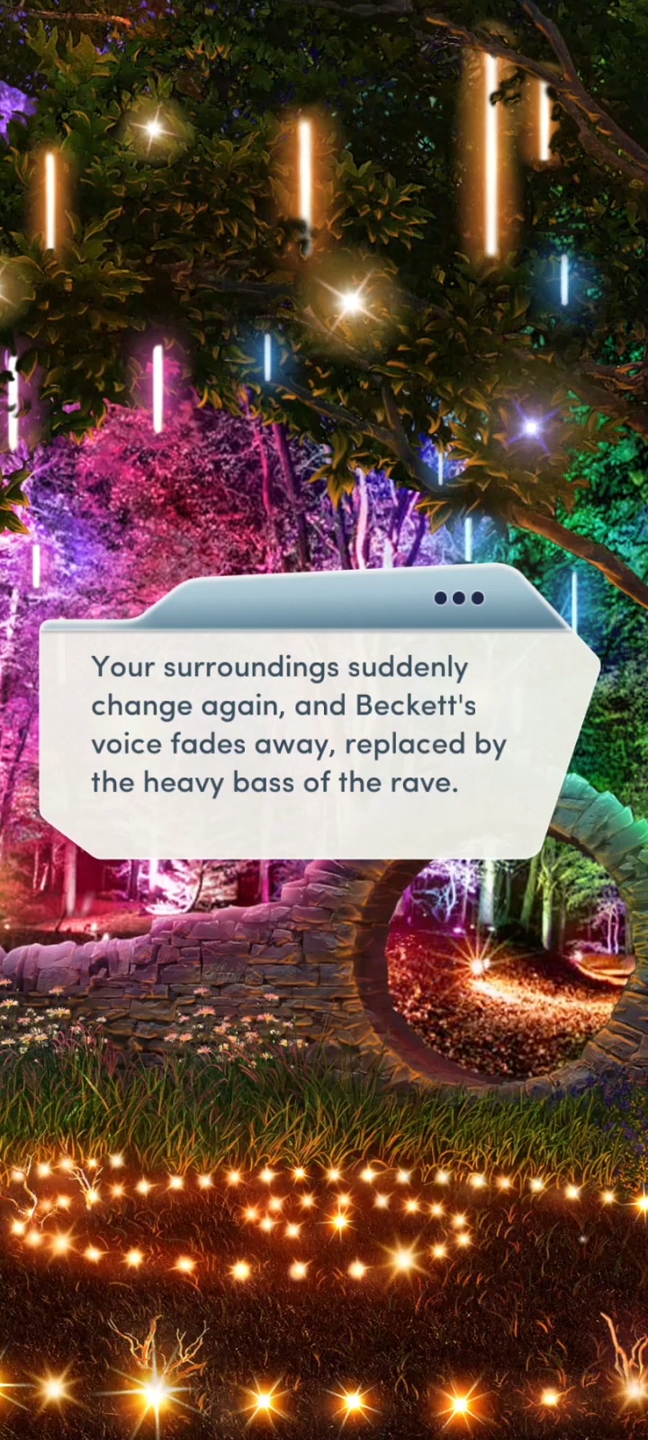 Your surroundings suddenly
change again, and Beckett's
voice fades away, replaced by
the heavy bass of the rave.